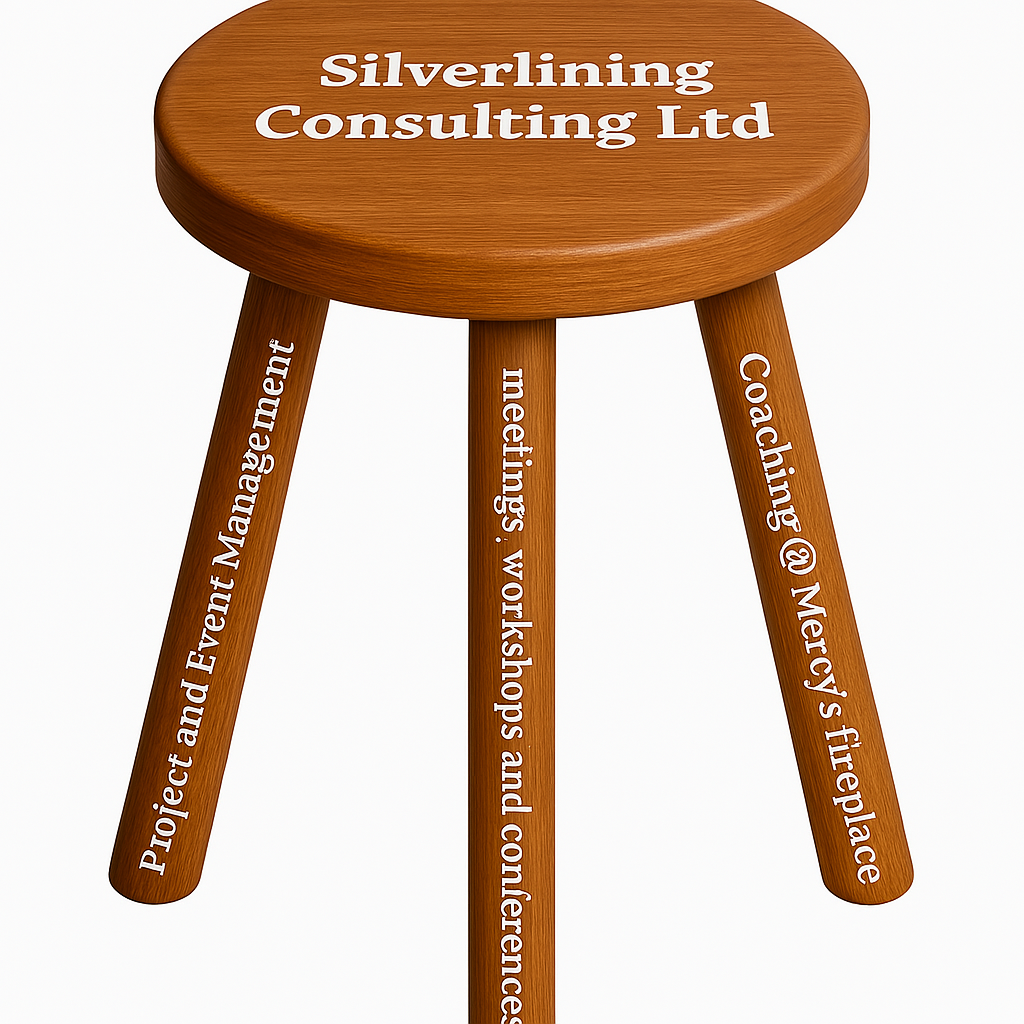 Silverlining
Consulting Ltd
Project and Event Management
meetings. workshops and conferences
Coaching @ Mercy's fireplace